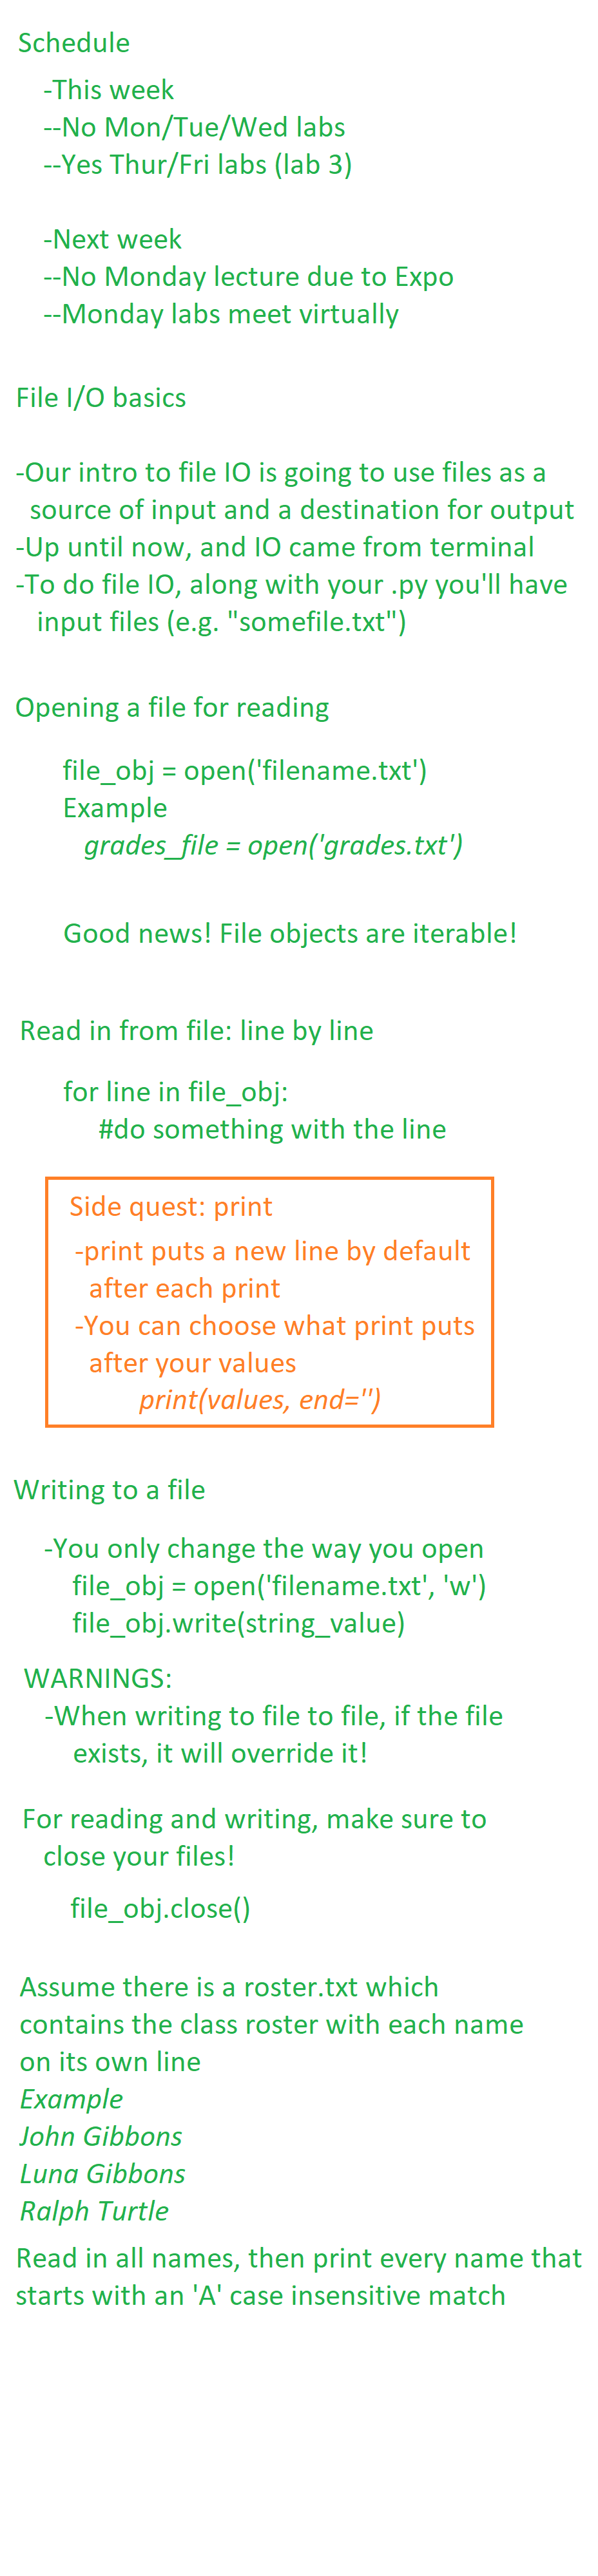 Schedule
-This week
--No Mon/Tue/Wed labs
--Yes Thur/Fri labs (lab 3)
-Next week
--No Monday lecture due to Expo
--Monday labs meet virtually
File I/O basics
-Our intro to file IO is going to use files as a
source of input and a destination for output
-Up until now, and IO came from terminal
-To do file IO, along with your .py you'll have
input files (e.g. "somefile.txt")
Opening a file for reading
file_obj = open('filename.txt')
Example
grades_file = open('grades.txt')
Good news! File objects are iterable!
Read in from file: line by line
for line in file_obj:
#do something with the line
Side quest: print
-print puts a new line by default
after each print
-You can choose what print puts
after your values
print(values, end='')
Writing to a file
-You only change the way you open
file_obj = open('filename.txt', 'w')
file_obj.write(string_value)
WARNINGS:
-When writing to file to file, if the file
exists, it will override it!
For reading and writing, make sure to
close your files!
file_obj.close()
Assume there is a roster.txt which
contains the class roster with each name
on its own line
Example
John Gibbons
Luna Gibbons
Ralph Turtle
Read in all names, then print every name that
starts with an 'A' case insensitive match